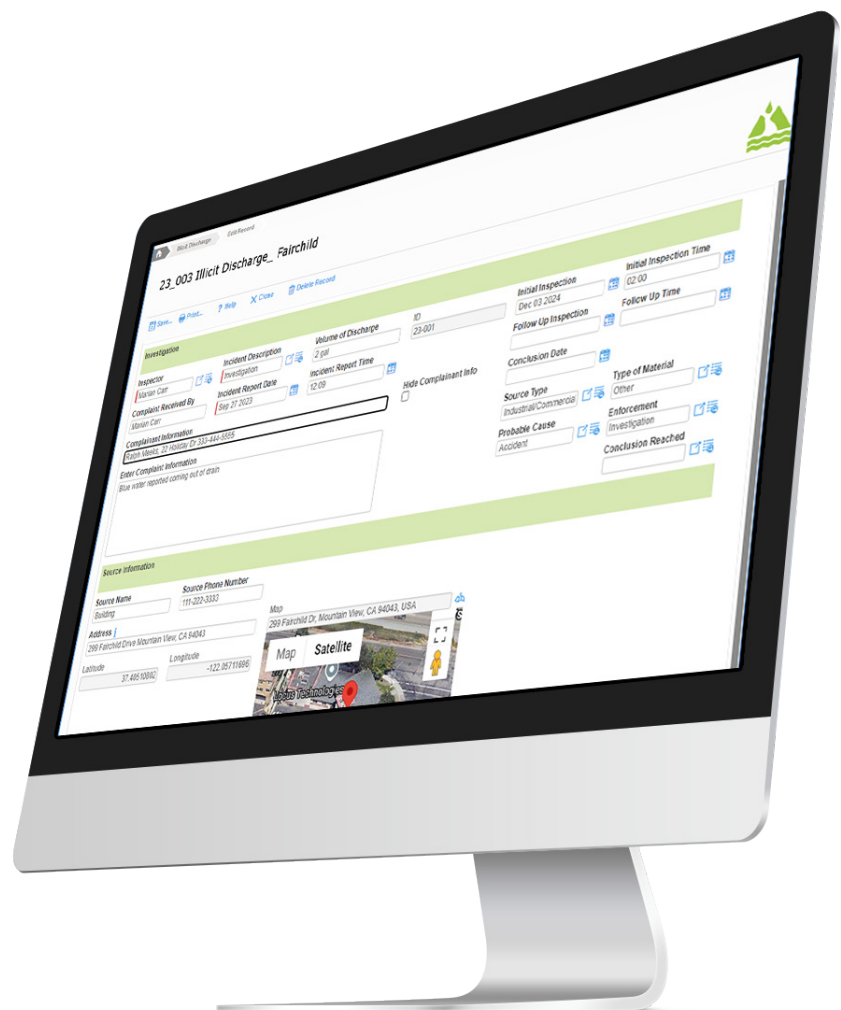 Illicit Discharge Edit Record
23_003 Illicit Discharge_ Fairchild
Save... Print... ? Help X Close Delete Record
Investigation
Inspector Incident Description Volume of Discharge ID Initial Inspection Initial Inspection Time
Marian Carr Investigation 2 gal 23-001 Dec 03 2024 02:00
Complaint Received By Incident Report Date Incident Report Time Hide Complainant Info Follow Up Inspection Follow Up Time
Marian Carr Sep 27 2023 12:09
Complainant Information Conclusion Date Type of Material
Ralph Meeks, 22 Holiday Dr 333-444-5555 Other
Source Type Enforcement
Industrial/Commercia Investigation
Enter Complaint Information Probable Cause Conclusion Reached
Blue water reported coming out of drain Accident
Source Information
Source Name Source Phone Number Map
Building 111-222-3333 299 Fairchild Dr, Mountain View, CA 94043, USA
Address i
299 Fairchild Drive Mountain View, CA 94043
Map Satellite
Latitude Longitude
37.40510802 -122.05711696
Locus Technologies